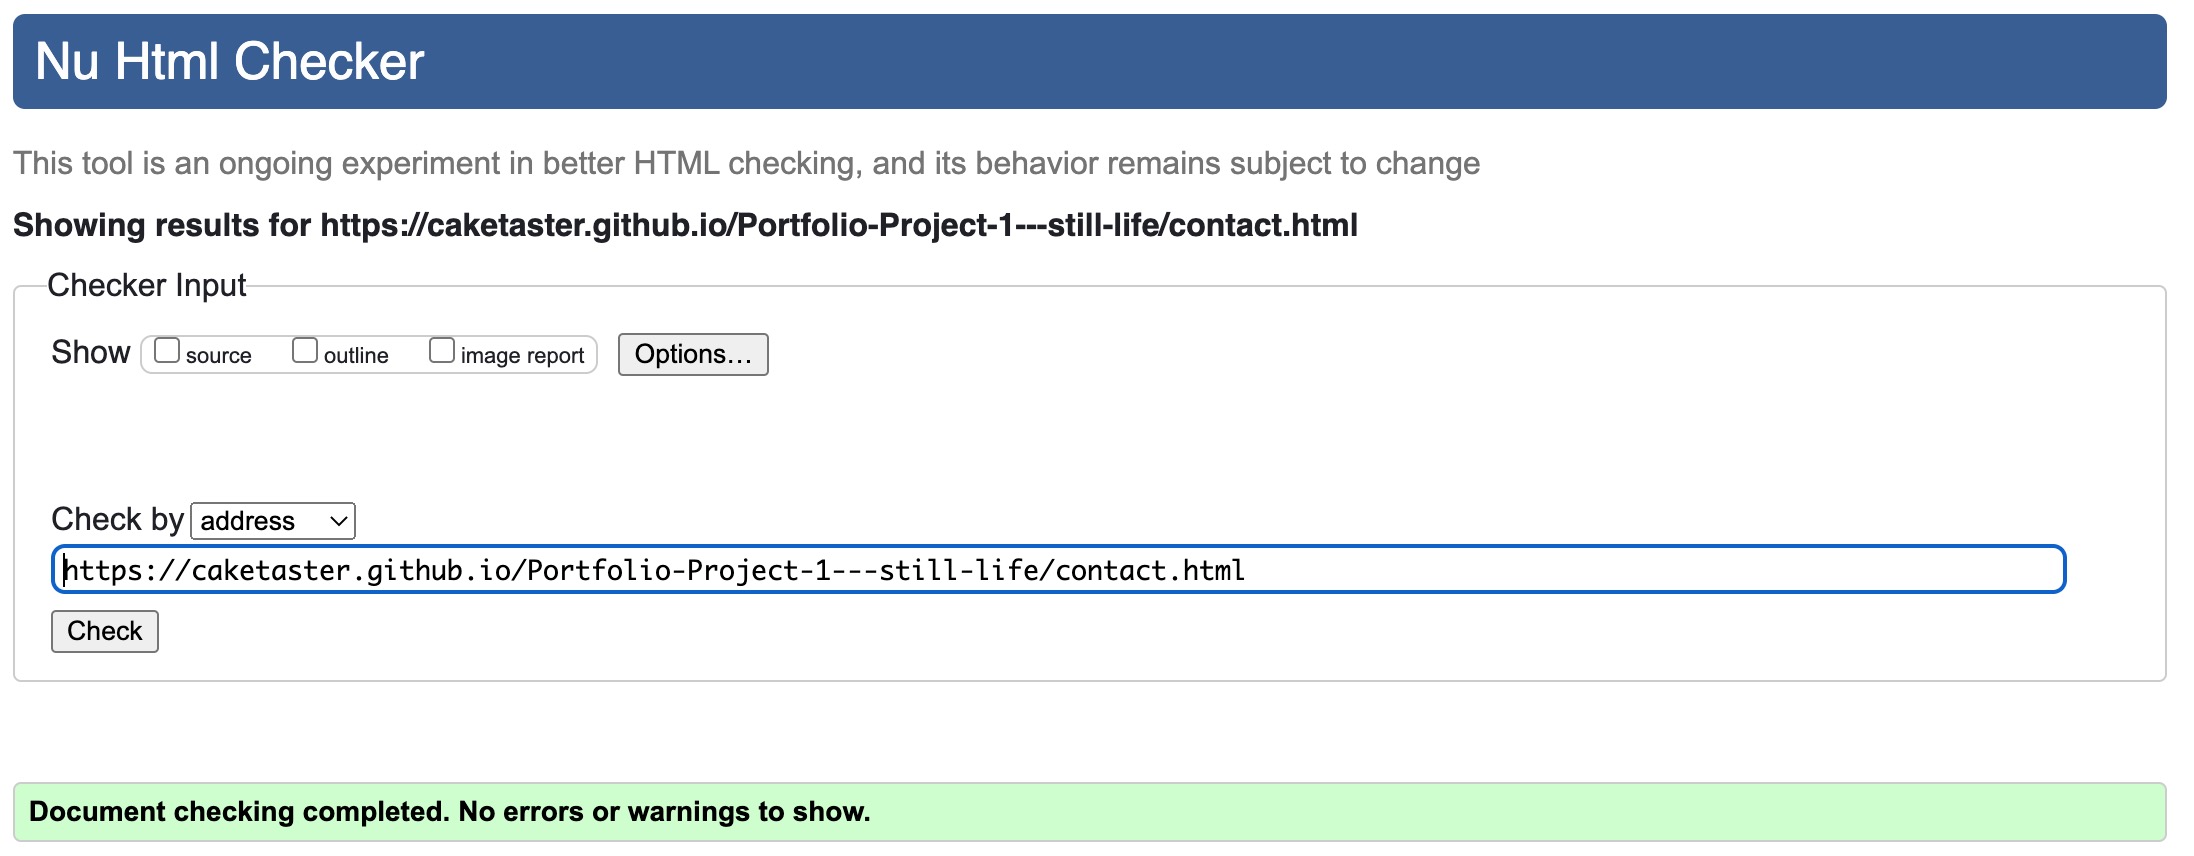 Nu Html Checker
This tool is an ongoing experiment in better HTML checking, and its behavior remains subject to change
Showing results for https://caketaster.github.io/Portfolio-Project-1---still-life/contact.html
Checker Input
Show source outline image report Options...
Check by address
https://caketaster.github.io/Portfolio-Project-1---still-life/contact.html
Check
Document checking completed. No errors or warnings to show.